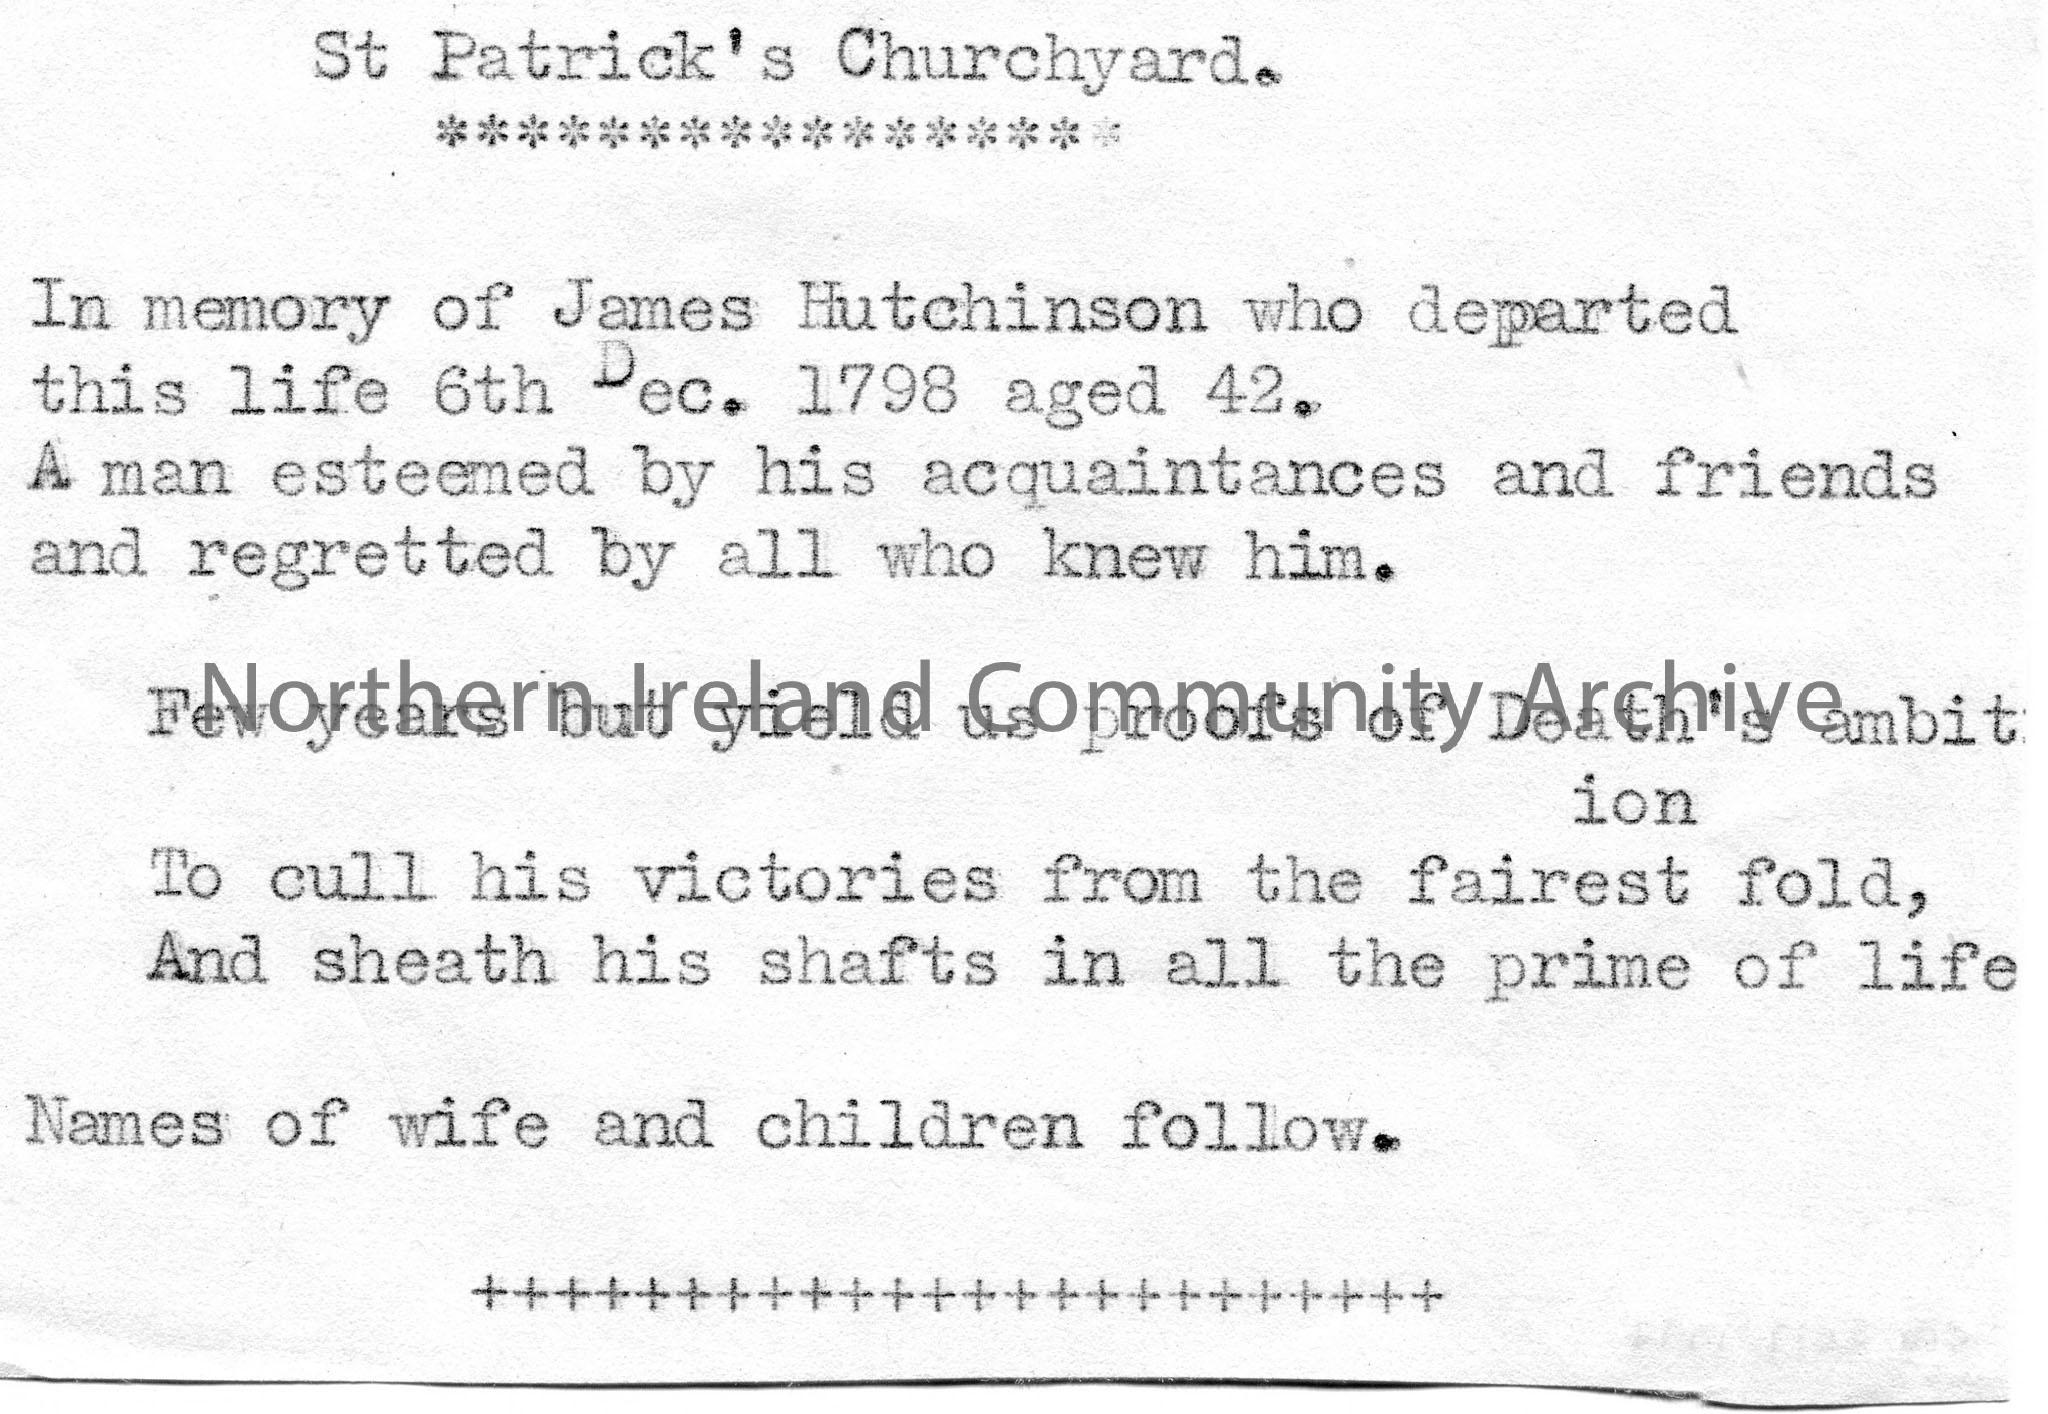 St Patrick's Churchyard.
*****************
In memory of James Hutchinson who departed
this life 6th Dec. 1798 aged 42.
A man esteemed by his acquaintances and friends
and regretted by all who knew him.
Northern Ireland Community Archive
Few years but yield us proofs of Death's ambit
ion
To cull his victories from the fairest fold,
And sheath his shafts in all the prime of life
Names of wife and children follow.
++++++++++++++++++++++++